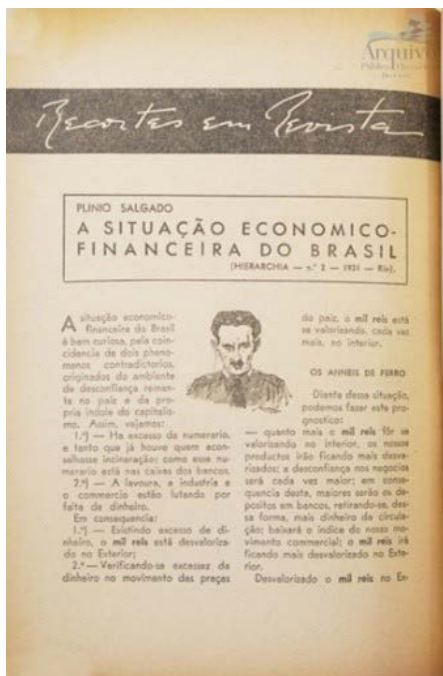 Arquivo
Público
Recortes em Revista
PLINIO SALGADO
A SITUAÇÃO ECONOMICO-
FINANCEIRA DO BRASIL
(HIERARCHIA — n.º 2 — 1931 — Rio).
A situação economico-
financeira do Brasil
é bem curiosa, pela coin-
cidencia de dois pheno-
menos contradictorios,
originados do ambiente
de desconfiança reinan-
te no paiz e da pro-
pria indole do capitalis-
mo. Assim, vejamos:
1.º) — Ha excesso de numerario,
e tanto que já houve quem acon-
selhasse incineração; como esse nu-
merario está nas caixas dos bancos.
2.º) — A lavoura, a industria e
o commercio estão lutando por
falta de dinheiro.
Em consequencia:
1.º) — Existindo excesso de di-
nheiro, o mil reis está desvaloriza-
do no Exterior;
2.º — Verificando-se escassez de
dinheiro no movimento das praças
do paiz, o mil reis está
se valorizando, cada vez
mais, no interior.
OS ANNEIS DE FERRO
Diante dessa situação,
podemos fazer este pro-
gnostico:
— quanto mais o mil reis fôr se
valorizando no interior, os nossos
productos irão ficando mais desva-
rizados; a desconfiança nos negocios
será cada vez maior; em conse-
quencia desta, maiores serão os de-
positos em bancos, retirando-se, des-
sa forma, mais dinheiro da circula-
ção; baixará o indice do nosso mo-
vimento commercial; o mil reis irá
ficando mais desvalorizado no Exte-
rior.
Desvalorizado o mil reis no Ex-